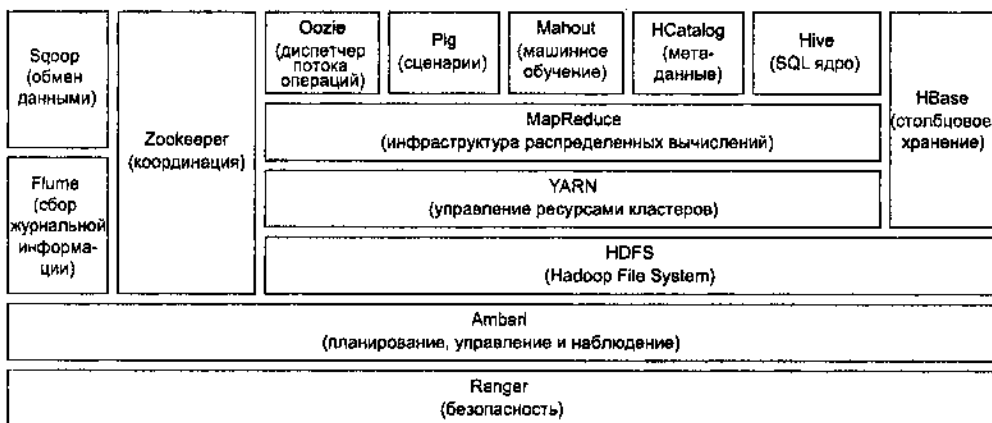 Sqoop
(обмен
данными)
Flume
(сбор
журнальной
информа-
ции)
Zookeeper
(координация)
Oozie
(диспетчер
потока
операций)
Pig
(сценарии)
Mahout
(машинное
обучение)
HCatalog
(мета-
данные)
Hive
(SQL ядро)
MapReduce
(инфраструктура распределенных вычислений)
YARN
(управление ресурсами кластеров)
HBase
(столбцовое
хранение)
HDFS
(Hadoop File System)
Ambari
(планирование, управление и наблюдение)
Ranger
(безопасность)